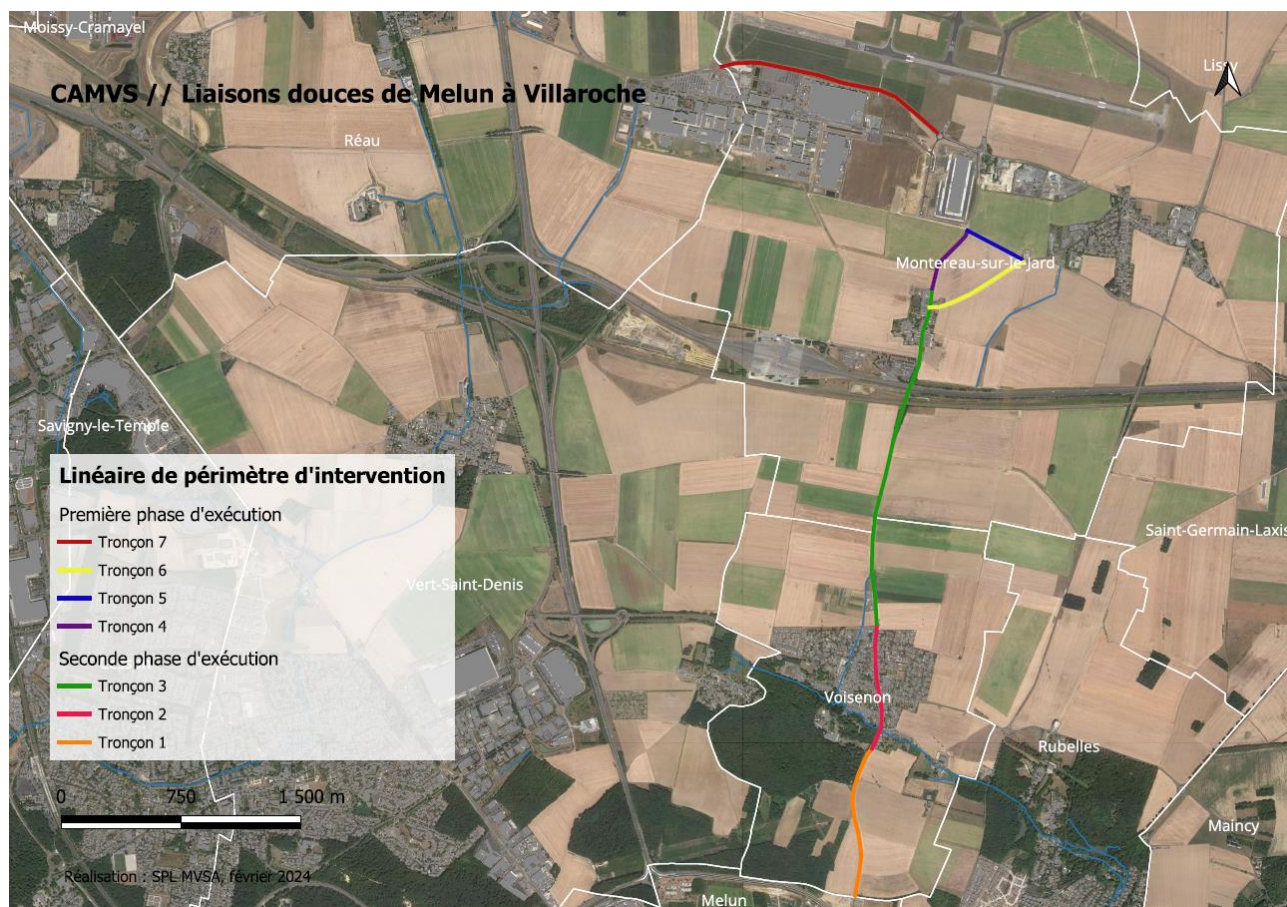 Moissy-Cramayel
Lissy
CAMVS // Liaisons douces de Melun à Villaroche
Réau
Montereau-sur-le-Jard
Savigny-le-Temple
Linéaire de périmètre d'intervention
Première phase d'exécution
Tronçon 7
Tronçon 6
Tronçon 5
Tronçon 4
Seconde phase d'exécution
Tronçon 3
Tronçon 2
Tronçon 1
Saint-Germain-Laxis
Vert-Saint-Denis
Voisenon
Rubelles
Maincy
0 750 1 500 m
Réalisation : SPL MVSA, février 2024
Melun